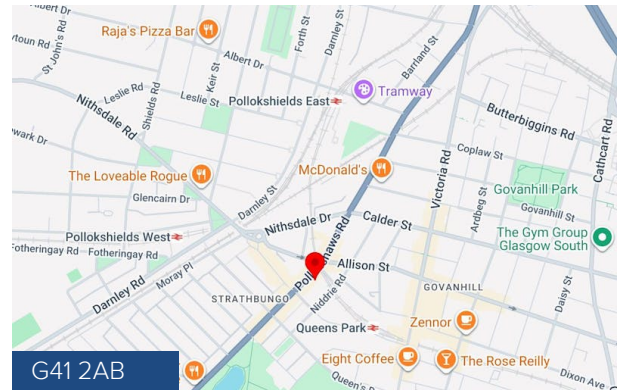 Albert Dr
Raja's Pizza Bar
Forth St
Darnley St
Barrland St
St John's Rd
Albert Dr
Keir St
Tramway
Leslie Rd
Shields Rd
Leslie St
Pollokshields East
Nithsdale Rd
Butterbiggins Rd
Cathcart Rd
Coplaw St
McDonald's
Victoria Rd
The Loveable Rogue
Govanhill Park
Glencairn Dr
Darnley St
Ardbeg St
Govanhill St
Nithsdale Dr
Calder St
The Gym Group
Glasgow South
Pollokshields West
Fotheringay Rd
Fotheringay Rd
Moray Pl
Allison St
Daisy St
Darnley Rd
STRATHBUNGO
Niddrie Rd
GOVANHILL
Queens Park
Zennor
Eight Coffee
The Rose Reilly
Dixon Ave
G41 2AB